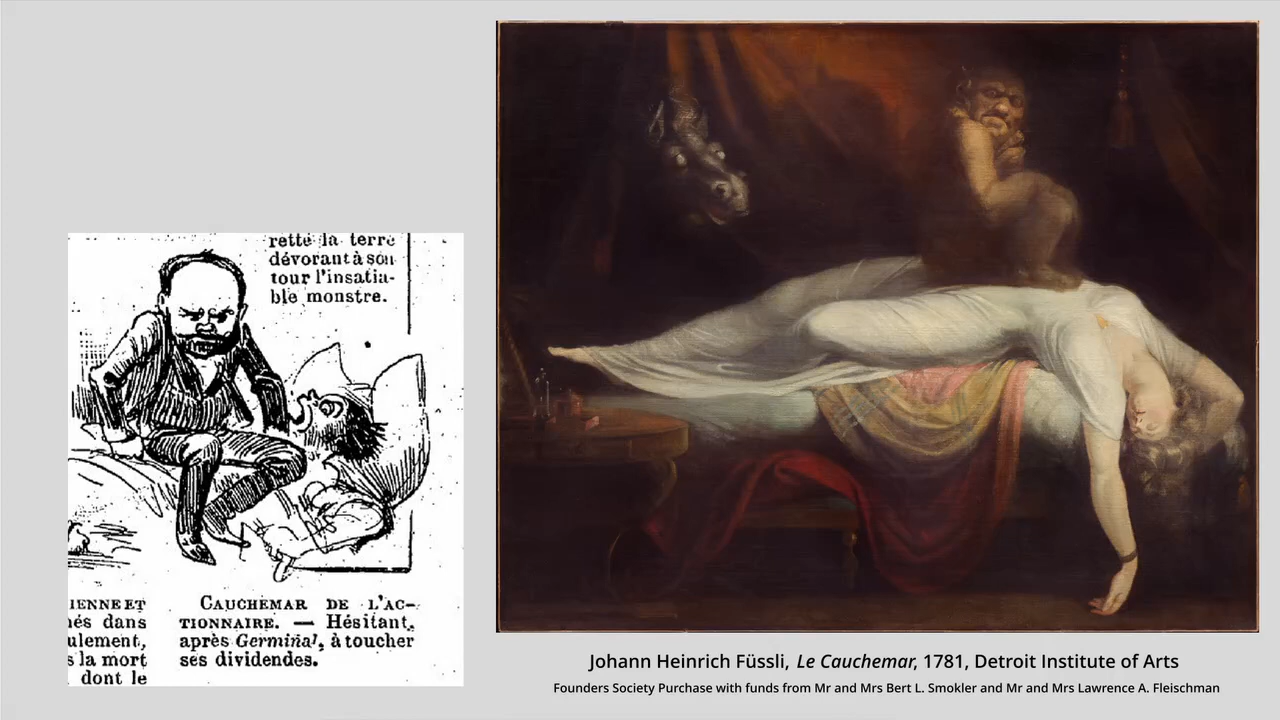 rette la terre
dévorant à son
tour l'insatia-
ble monstre.
IENNE ET
nés dans
ulement,
s la mort
dont le
CAUCHEMAR DE L'AC-
TIONNAIRE. — Hésitant,
après Germinal, à toucher
ses dividendes.
Johann Heinrich Füssli, Le Cauchemar, 1781, Detroit Institute of Arts
Founders Society Purchase with funds from Mr and Mrs Bert L. Smokler and Mr and Mrs Lawrence A. Fleischman